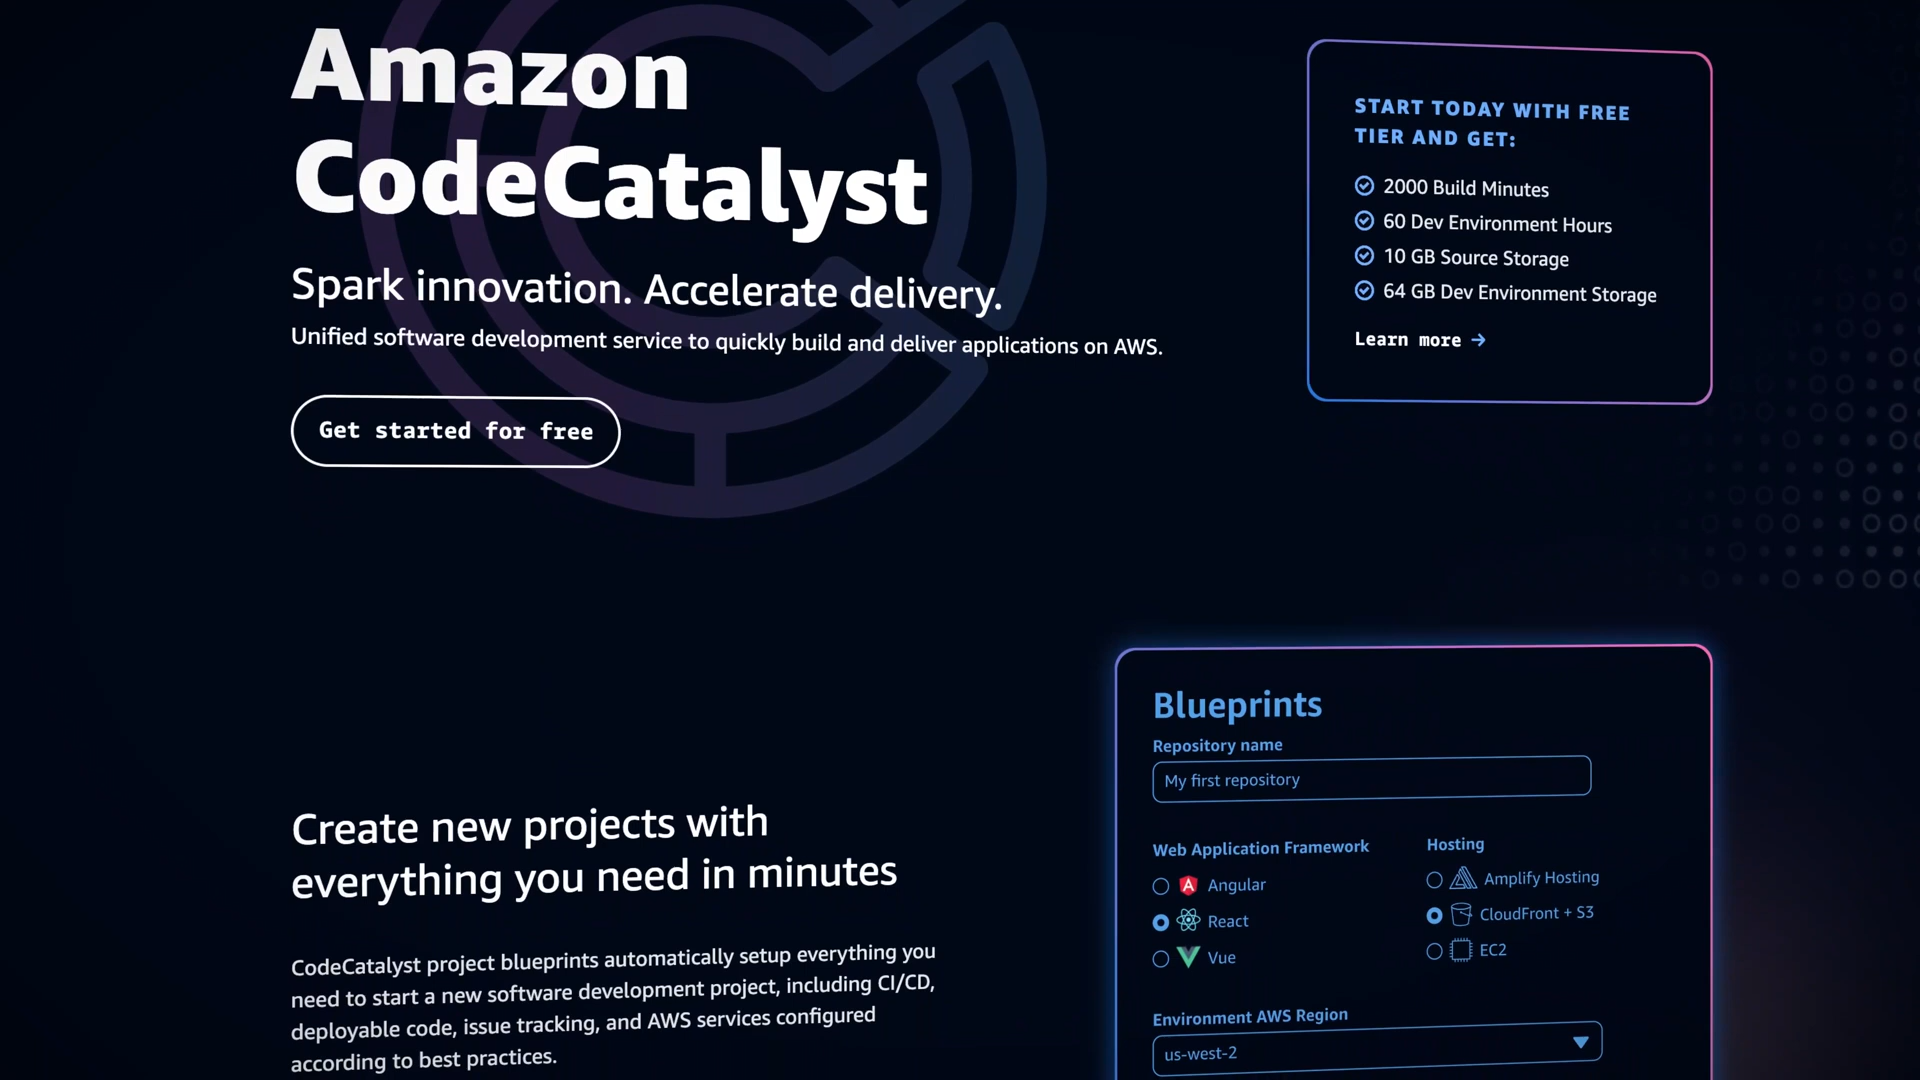 Amazon
CodeCatalyst
Spark innovation. Accelerate delivery.
Unified software development service to quickly build and deliver applications on AWS.
Get started for free
START TODAY WITH FREE
TIER AND GET:
2000 Build Minutes
60 Dev Environment Hours
10 GB Source Storage
64 GB Dev Environment Storage
Learn more →
Create new projects with
everything you need in minutes
CodeCatalyst project blueprints automatically setup everything you
need to start a new software development project, including CI/CD,
deployable code, issue tracking, and AWS services configured
according to best practices.
Blueprints
Repository name
My first repository
Web Application Framework
Angular
React
Vue
Hosting
Amplify Hosting
CloudFront + S3
EC2
Environment AWS Region
us-west-2